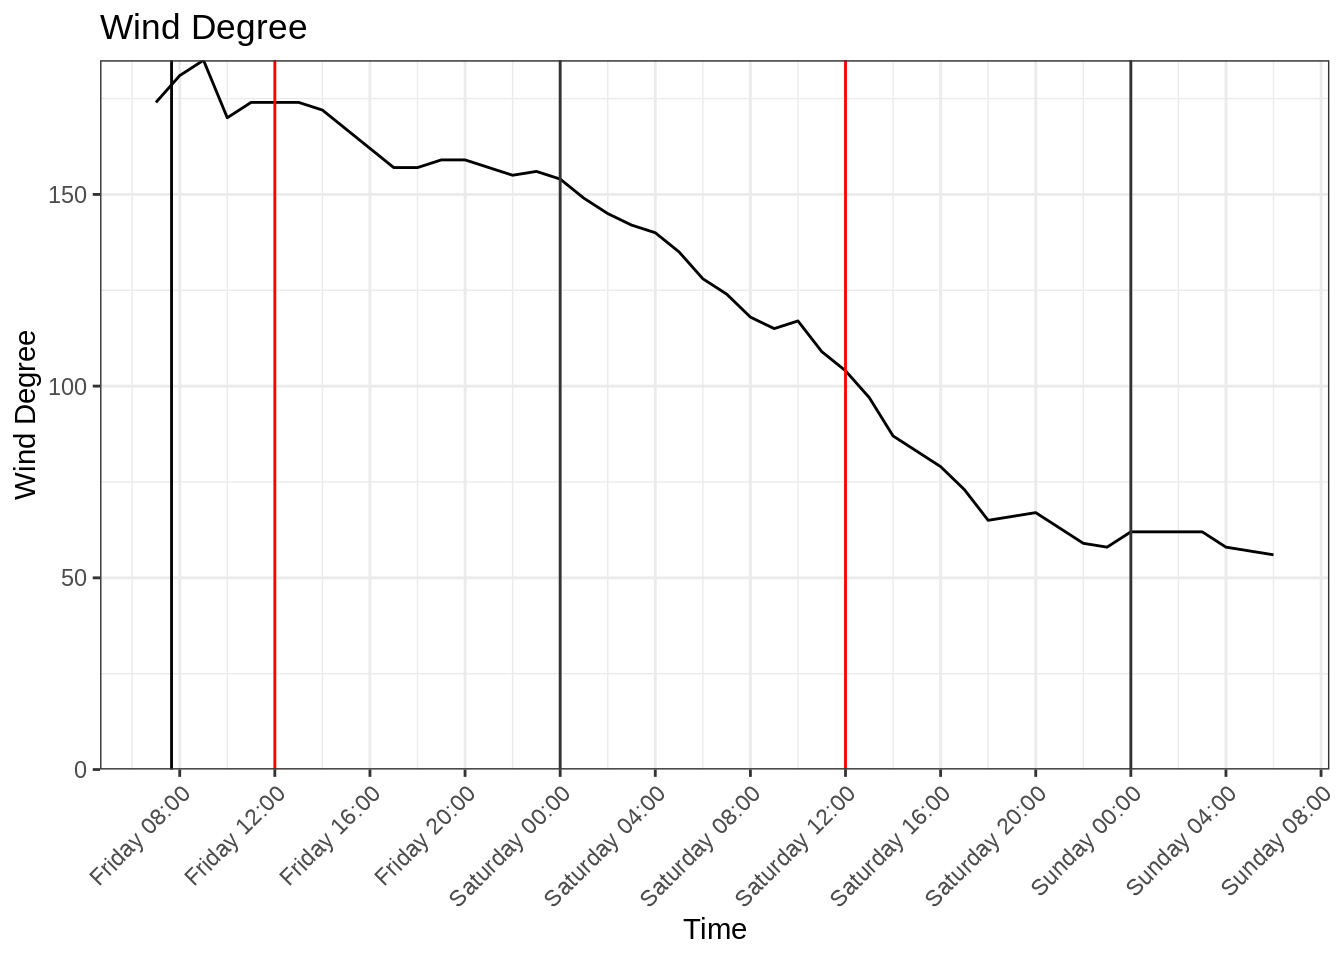 Wind Degree
Wind Degree
150
100
50
0
Friday 08:00
Friday 12:00
Friday 16:00
Friday 20:00
Saturday 00:00
Saturday 04:00
Saturday 08:00
Saturday 12:00
Saturday 16:00
Saturday 20:00
Sunday 00:00
Sunday 04:00
Sunday 08:00
Time